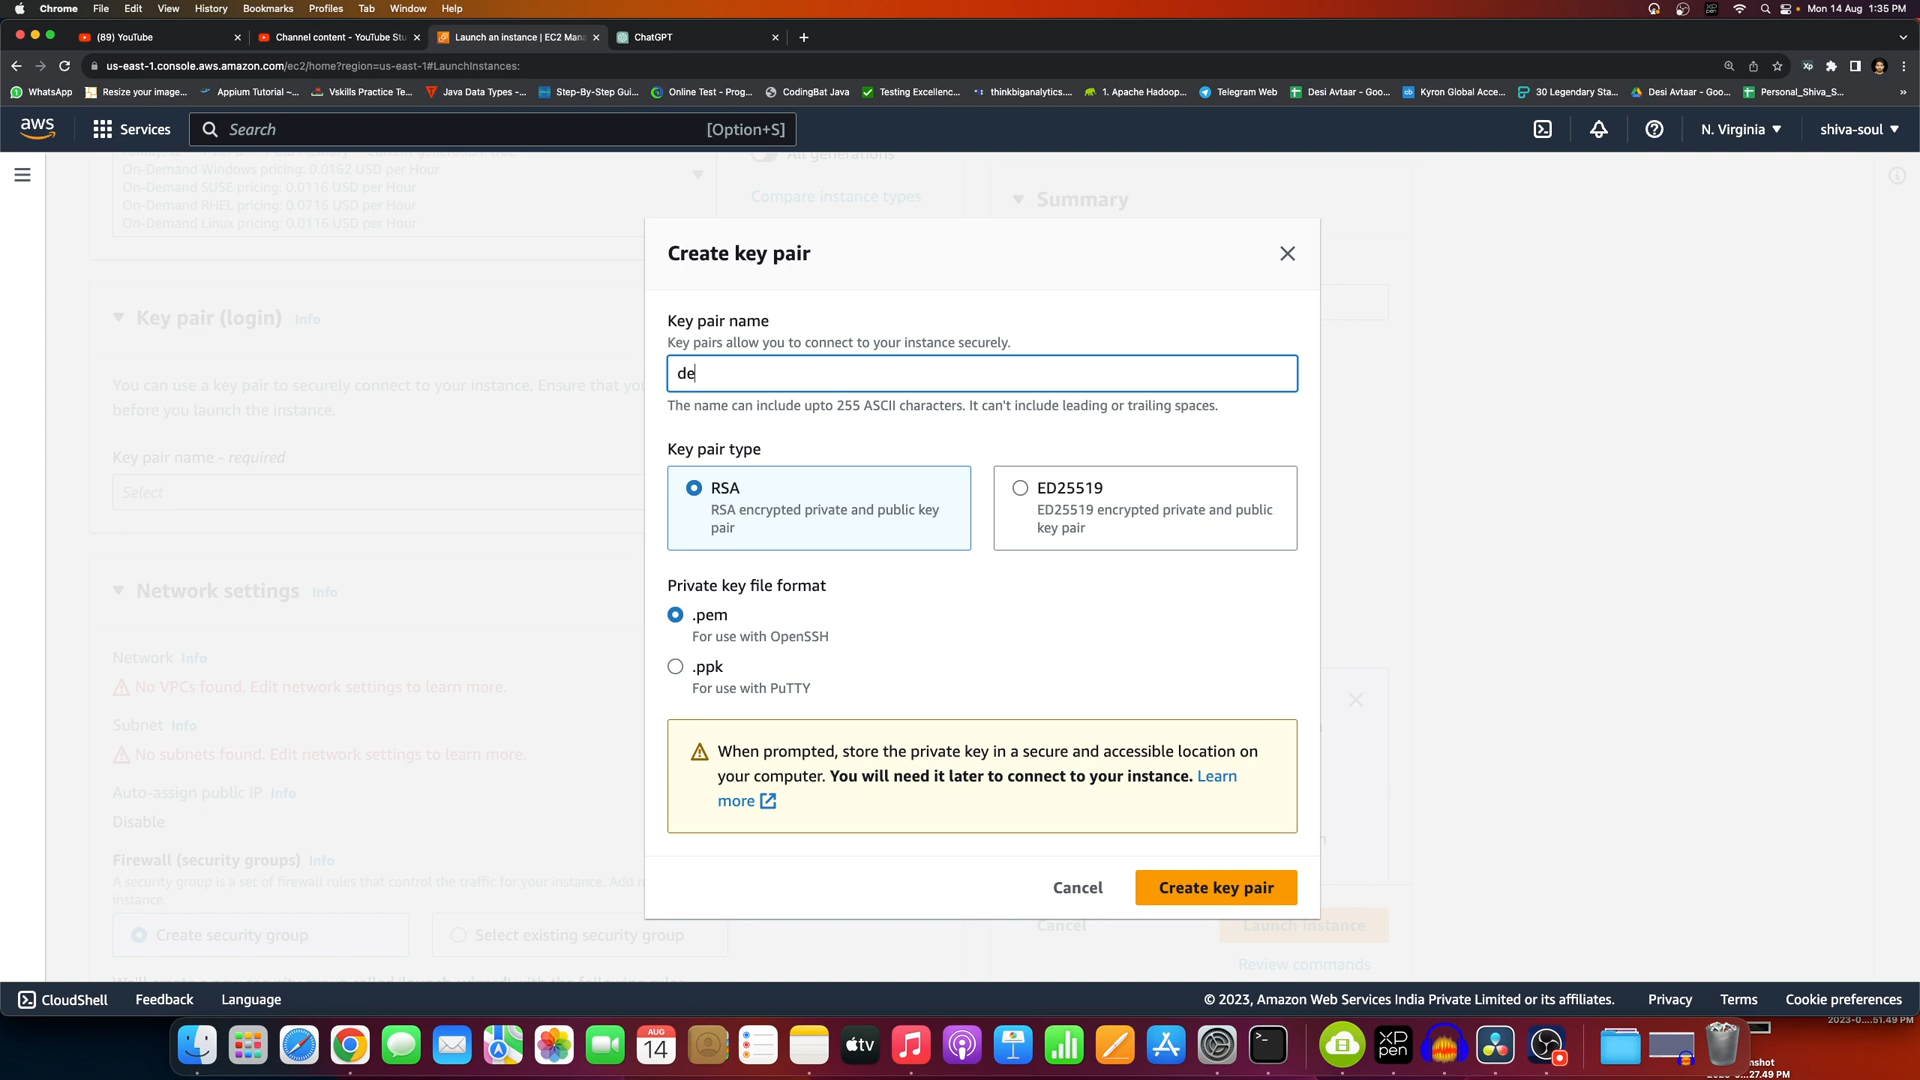 Chrome File Edit View History Bookmarks Profiles Tab Window Help
Mon 14 Aug 1:35 PM
(89) YouTube
Channel content - YouTube Stu
Launch an instance | EC2 Man
ChatGPT
us-east-1.console.aws.amazon.com/ec2/home?region=us-east-1#LaunchInstances:
WhatsApp
Resize your image...
Appium Tutorial ~...
Vskills Practice Te...
Java Data Types -...
Step-By-Step Gui...
Online Test - Prog...
CodingBat Java
Testing Excellenc...
thinkbiganalytics....
1. Apache Hadoop...
Telegram Web
Desi Avtaar - Goo...
Kyron Global Acce...
30 Legendary Sta...
Desi Avtaar - Goo...
Personal_Shiva_S...
aws
Services
Search
[Option+S]
N. Virginia
shiva-soul
All generations
On-Demand Windows pricing: 0.0162 USD per Hour
On-Demand SUSE pricing: 0.0116 USD per Hour
On-Demand RHEL pricing: 0.0716 USD per Hour
On-Demand Linux pricing: 0.0116 USD per Hour
Compare instance types
Summary
Key pair (login) Info
You can use a key pair to securely connect to your instance. Ensure that you
before you launch the instance.
Key pair name - required
Select
Network settings Info
Network Info
No VPCs found. Edit network settings to learn more.
Subnet Info
No subnets found. Edit network settings to learn more.
Auto-assign public IP Info
Disable
Firewall (security groups) Info
A security group is a set of firewall rules that control the traffic for your instance. Add
instance.
Create security group
Select existing security group
Create key pair
Key pair name
Key pairs allow you to connect to your instance securely.
de
The name can include upto 255 ASCII characters. It can't include leading or trailing spaces.
Key pair type
RSA
RSA encrypted private and public key
pair
ED25519
ED25519 encrypted private and public
key pair
Private key file format
.pem
For use with OpenSSH
.ppk
For use with PuTTY
When prompted, store the private key in a secure and accessible location on
your computer. You will need it later to connect to your instance. Learn
more
Cancel
Create key pair
Cancel
Launch instance
Review commands
CloudShell
Feedback
Language
© 2023, Amazon Web Services India Private Limited or its affiliates.
Privacy
Terms
Cookie preferences
AUG
14
tv
XP
pen